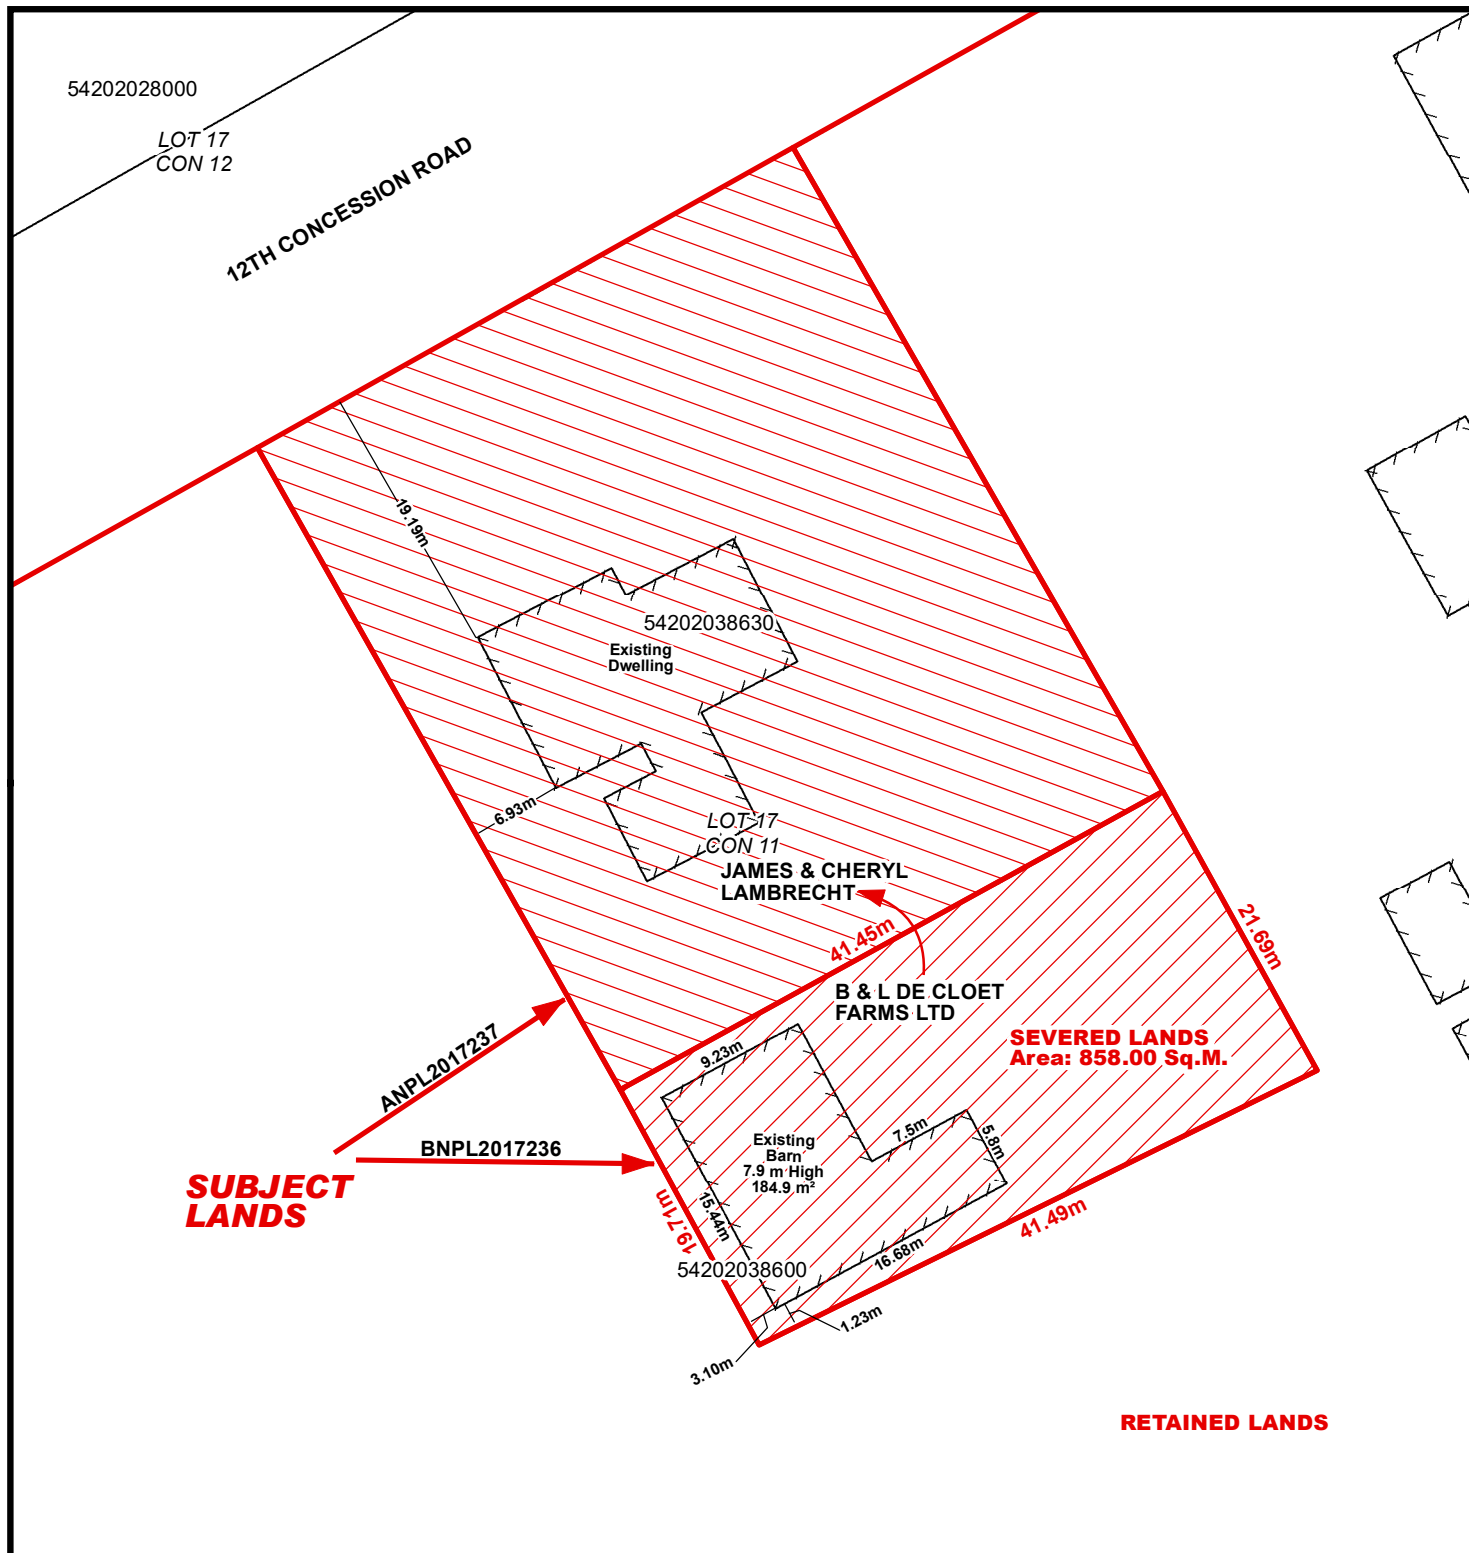 54202028000
LOT 17
CON 12
12TH CONCESSION ROAD
19.19m
54202038630
Existing
Dwelling
6.93m
LOT 17
CON 11
JAMES & CHERYL
LAMBRECHT
41.45m
21.69m
B & L DE CLOET
FARMS LTD
SEVERED LANDS
Area: 858.00 Sq.M.
ANPL2017237
BNPL2017236
SUBJECT
LANDS
9.23m
7.5m
5.8m
Existing
Barn
7.9 m High
184.9 m²
15.44m
19.71m
16.68m
41.49m
54202038600
1.23m
3.10m
RETAINED LANDS